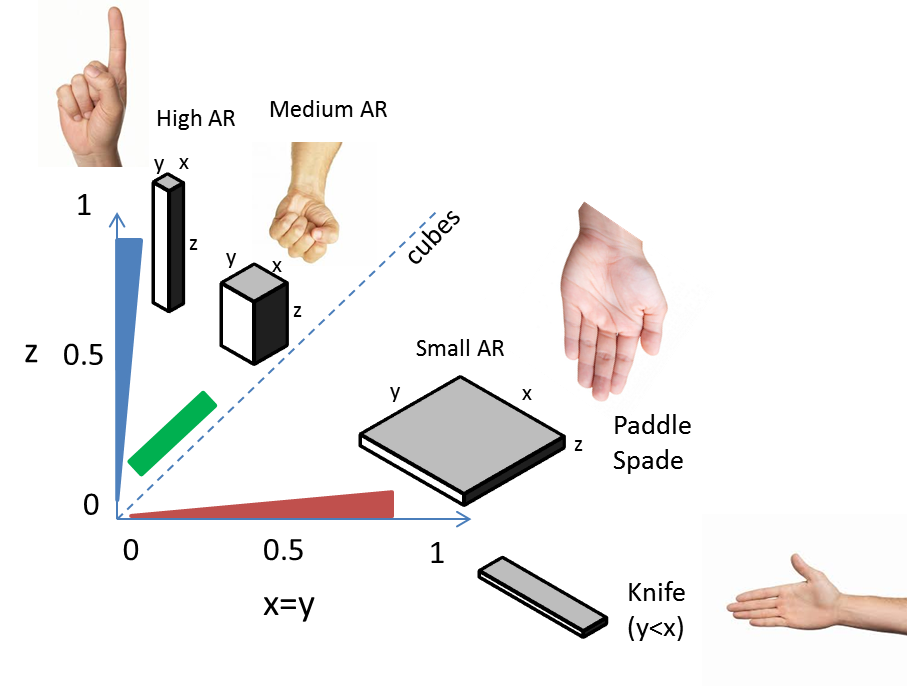 High AR
Medium AR
y x
z
1
y x
z
cubes
z
0.5
Small AR
y x
z
Paddle
Spade
0
0 0.5 1
x=y
Knife
(y<x)